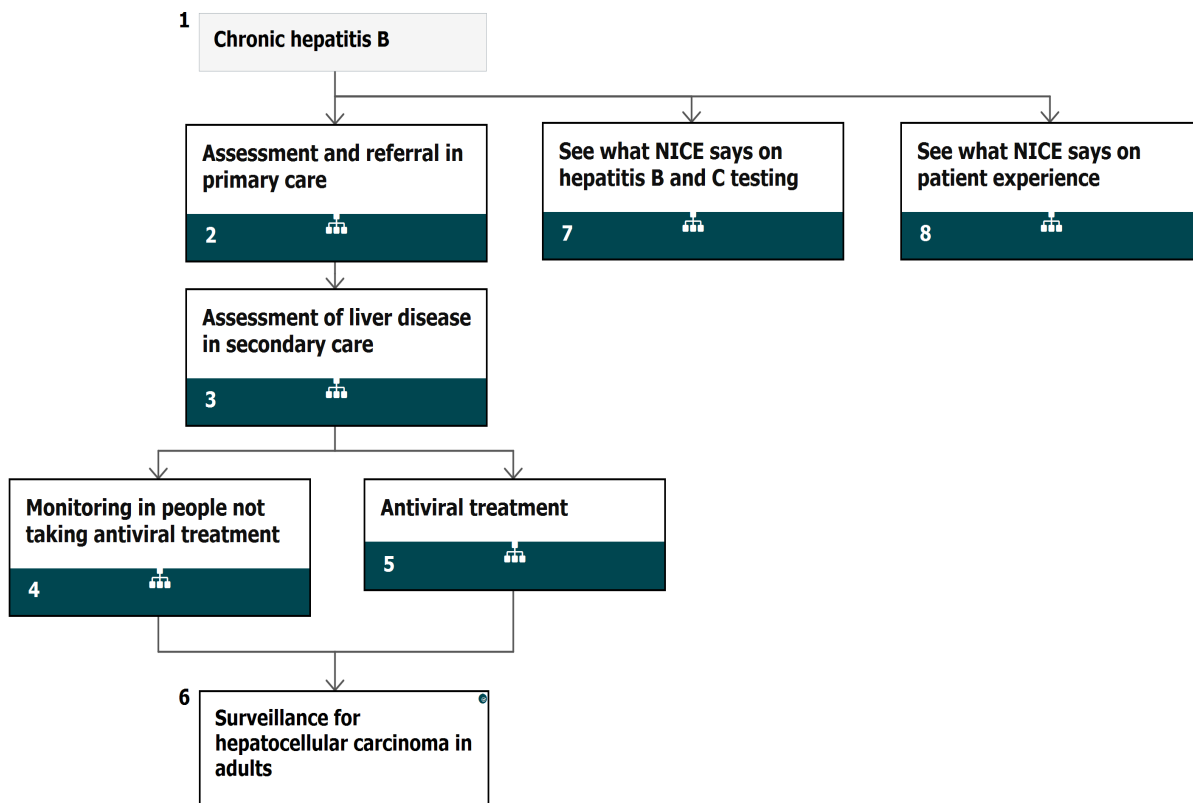 1
Chronic hepatitis B
Assessment and referral in
primary care
2
See what NICE says on
hepatitis B and C testing
7
See what NICE says on
patient experience
8
Assessment of liver disease
in secondary care
3
Monitoring in people not
taking antiviral treatment
4
Antiviral treatment
5
6
Surveillance for
hepatocellular carcinoma in
adults